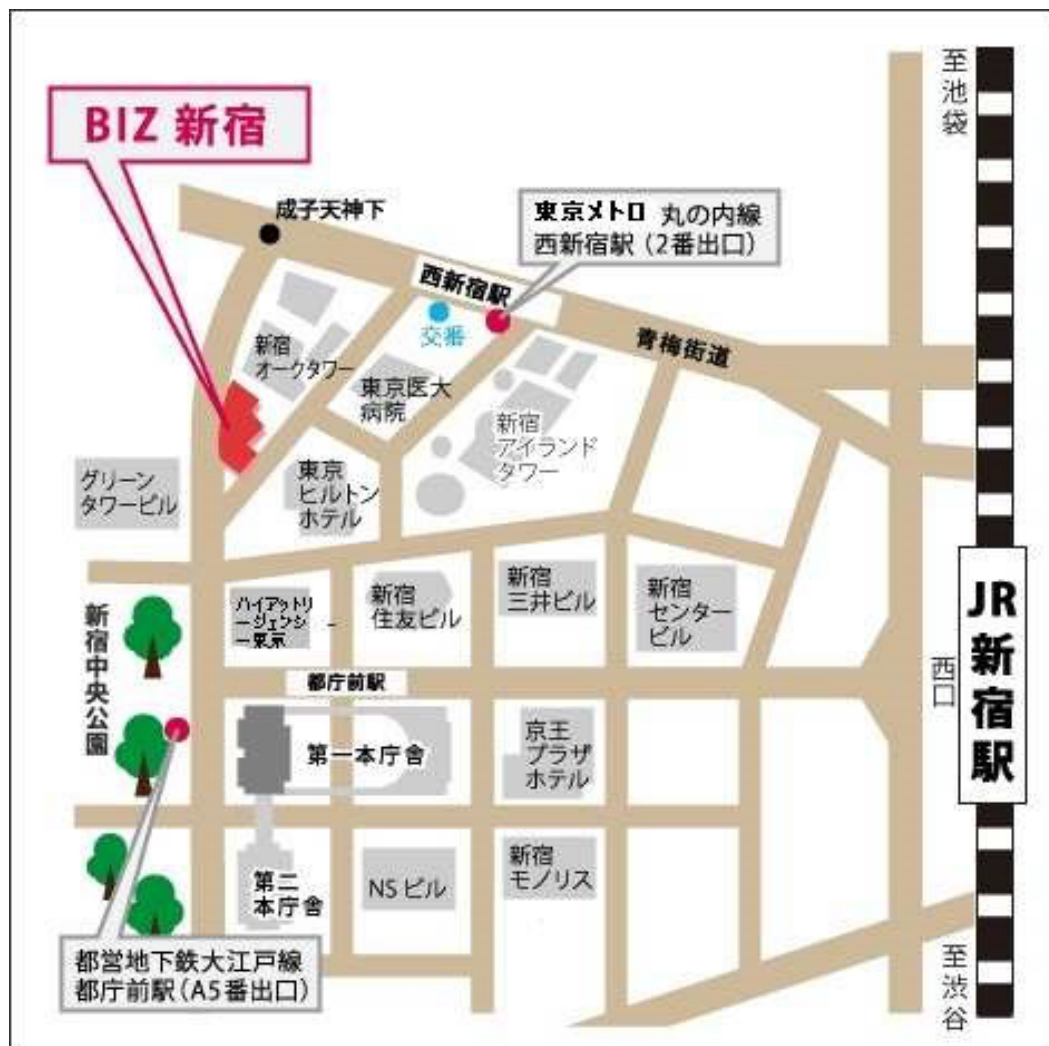 至池袋
BIZ 新宿
成子天神下
東京メトロ 丸の内線
西新宿駅(2番出口)
西新宿駅
交番
青梅街道
新宿
オークタワー
東京医大
病院
新宿
アイランド
タワー
グリーン
タワービル
東京
ヒルトン
ホテル
ハイアットリ
ージェンシ
ー東京
新宿
住友ビル
新宿
三井ビル
新宿
センター
ビル
JR新宿駅
西口
新宿中央公園
都庁前駅
第一本庁舎
京王
プラザ
ホテル
第二
本庁舎
NSビル
新宿
モノリス
都営地下鉄大江戸線
都庁前駅(A5番出口)
至渋谷